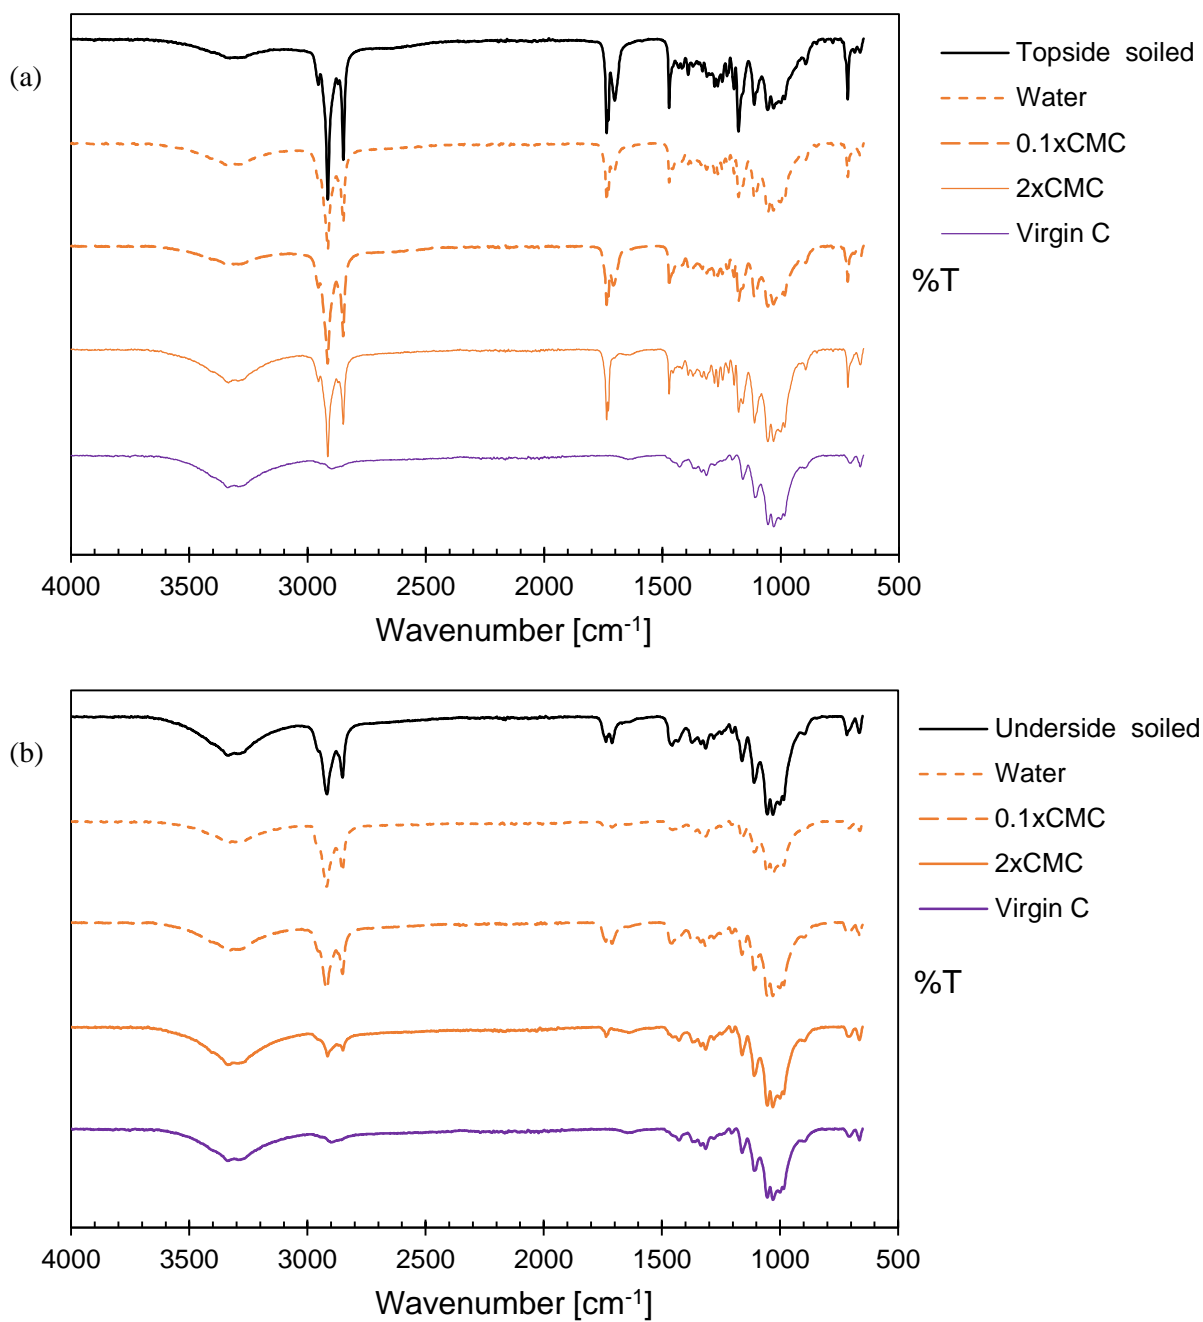 (a)
Topside  soiled
Water
0.1xCMC
2xCMC
Virgin C
%T
4000 3500 3000 2500 2000 1500 1000 500
Wavenumber [cm⁻¹]
(b)
Underside  soiled
Water
0.1xCMC
2xCMC
Virgin C
%T
4000 3500 3000 2500 2000 1500 1000 500
Wavenumber [cm⁻¹]